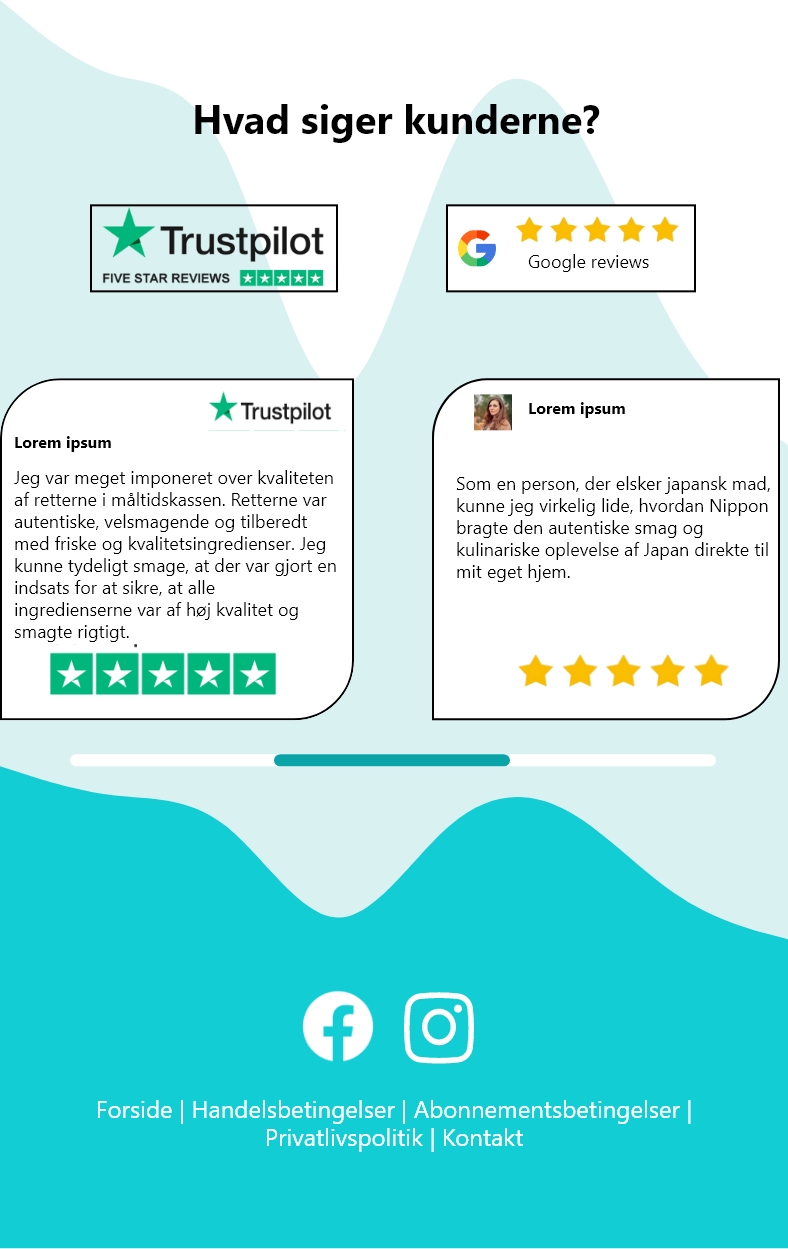 Hvad siger kunderne?
Trustpilot
FIVE STAR REVIEWS
Google reviews
Trustpilot
Lorem ipsum
Jeg var meget imponeret over kvaliteten
af retterne i måltidskassen. Retterne var
autentiske, velsmagende og tilberedt
med friske og kvalitetsingredienser. Jeg
kunne tydeligt smage, at der var gjort en
indsats for at sikre, at alle
ingredienserne var af høj kvalitet og
smagte rigtigt.
Lorem ipsum
Som en person, der elsker japansk mad,
kunne jeg virkelig lide, hvordan Nippon
bragte den autentiske smag og
kulinariske oplevelse af Japan direkte til
mit eget hjem.
Forside | Handelsbetingelser | Abonnementsbetingelser |
Privatlivspolitik | Kontakt